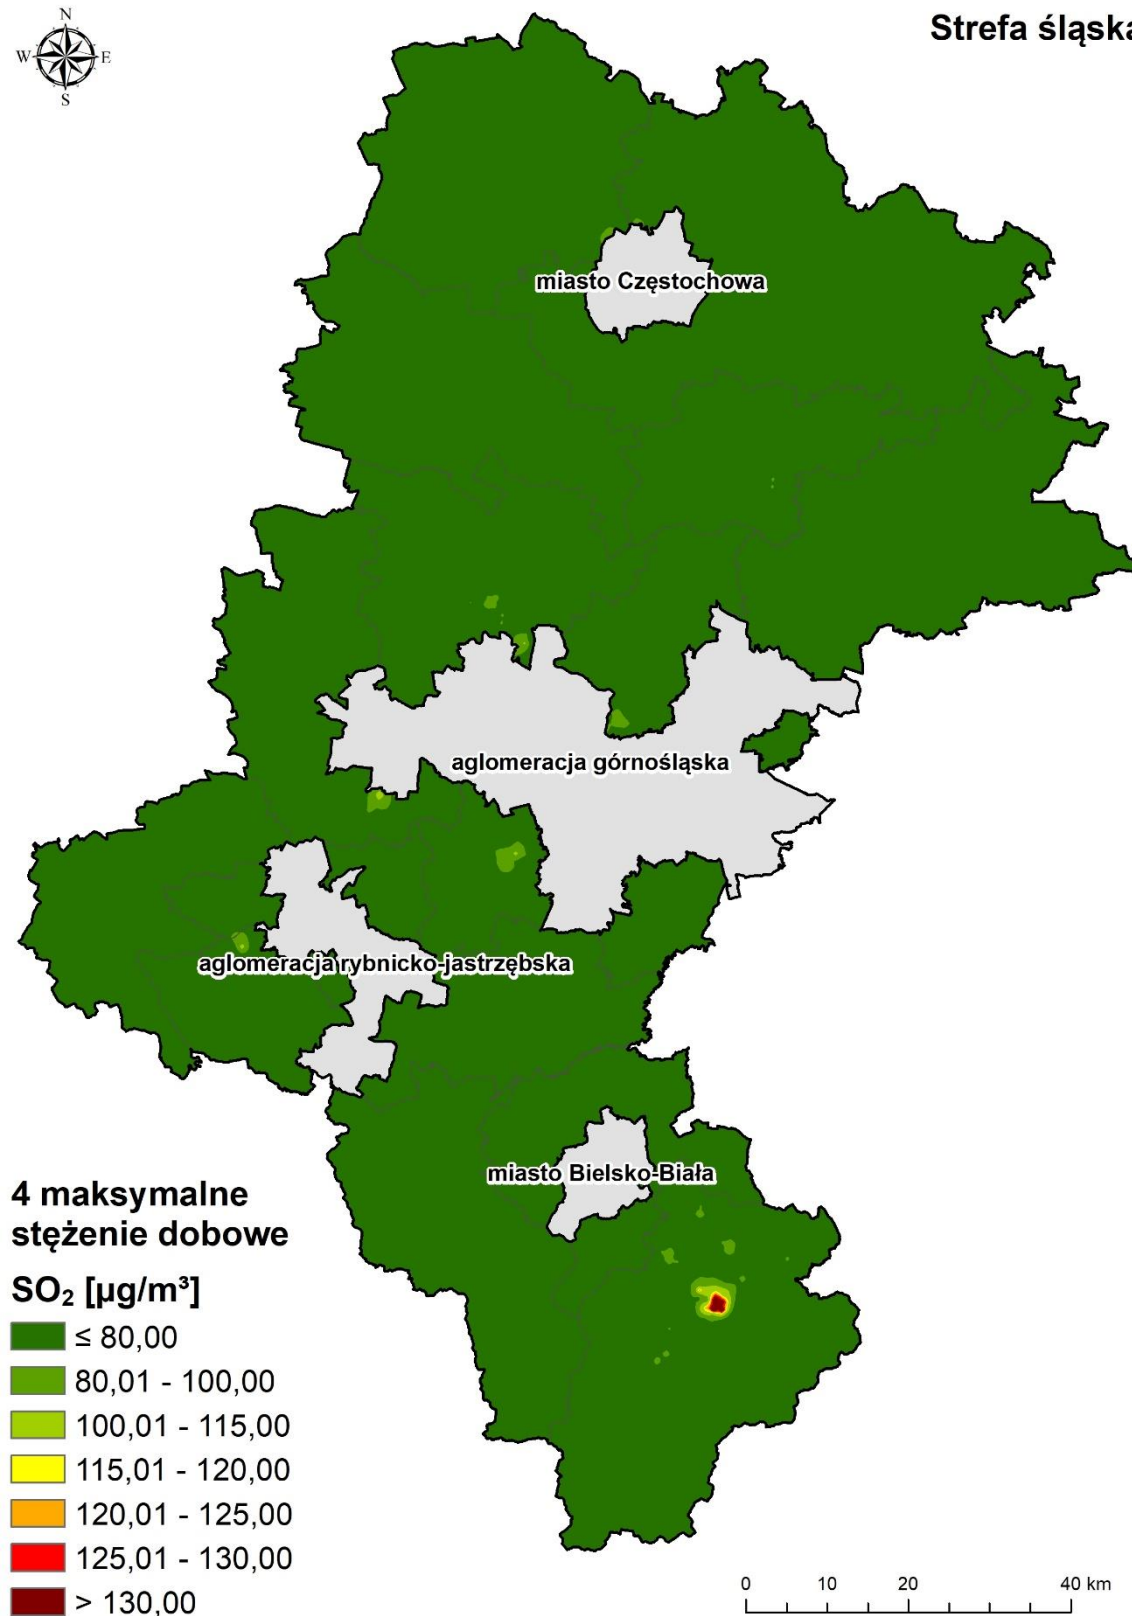 N
W E
S
Strefa śląska
miasto Częstochowa
aglomeracja górnośląska
aglomeracja rybnicko-jastrzębska
miasto Bielsko-Biała
4 maksymalne
stężenie dobowe
SO₂ [µg/m³]
≤ 80,00
80,01 - 100,00
100,01 - 115,00
115,01 - 120,00
120,01 - 125,00
125,01 - 130,00
> 130,00
0 10 20 40 km